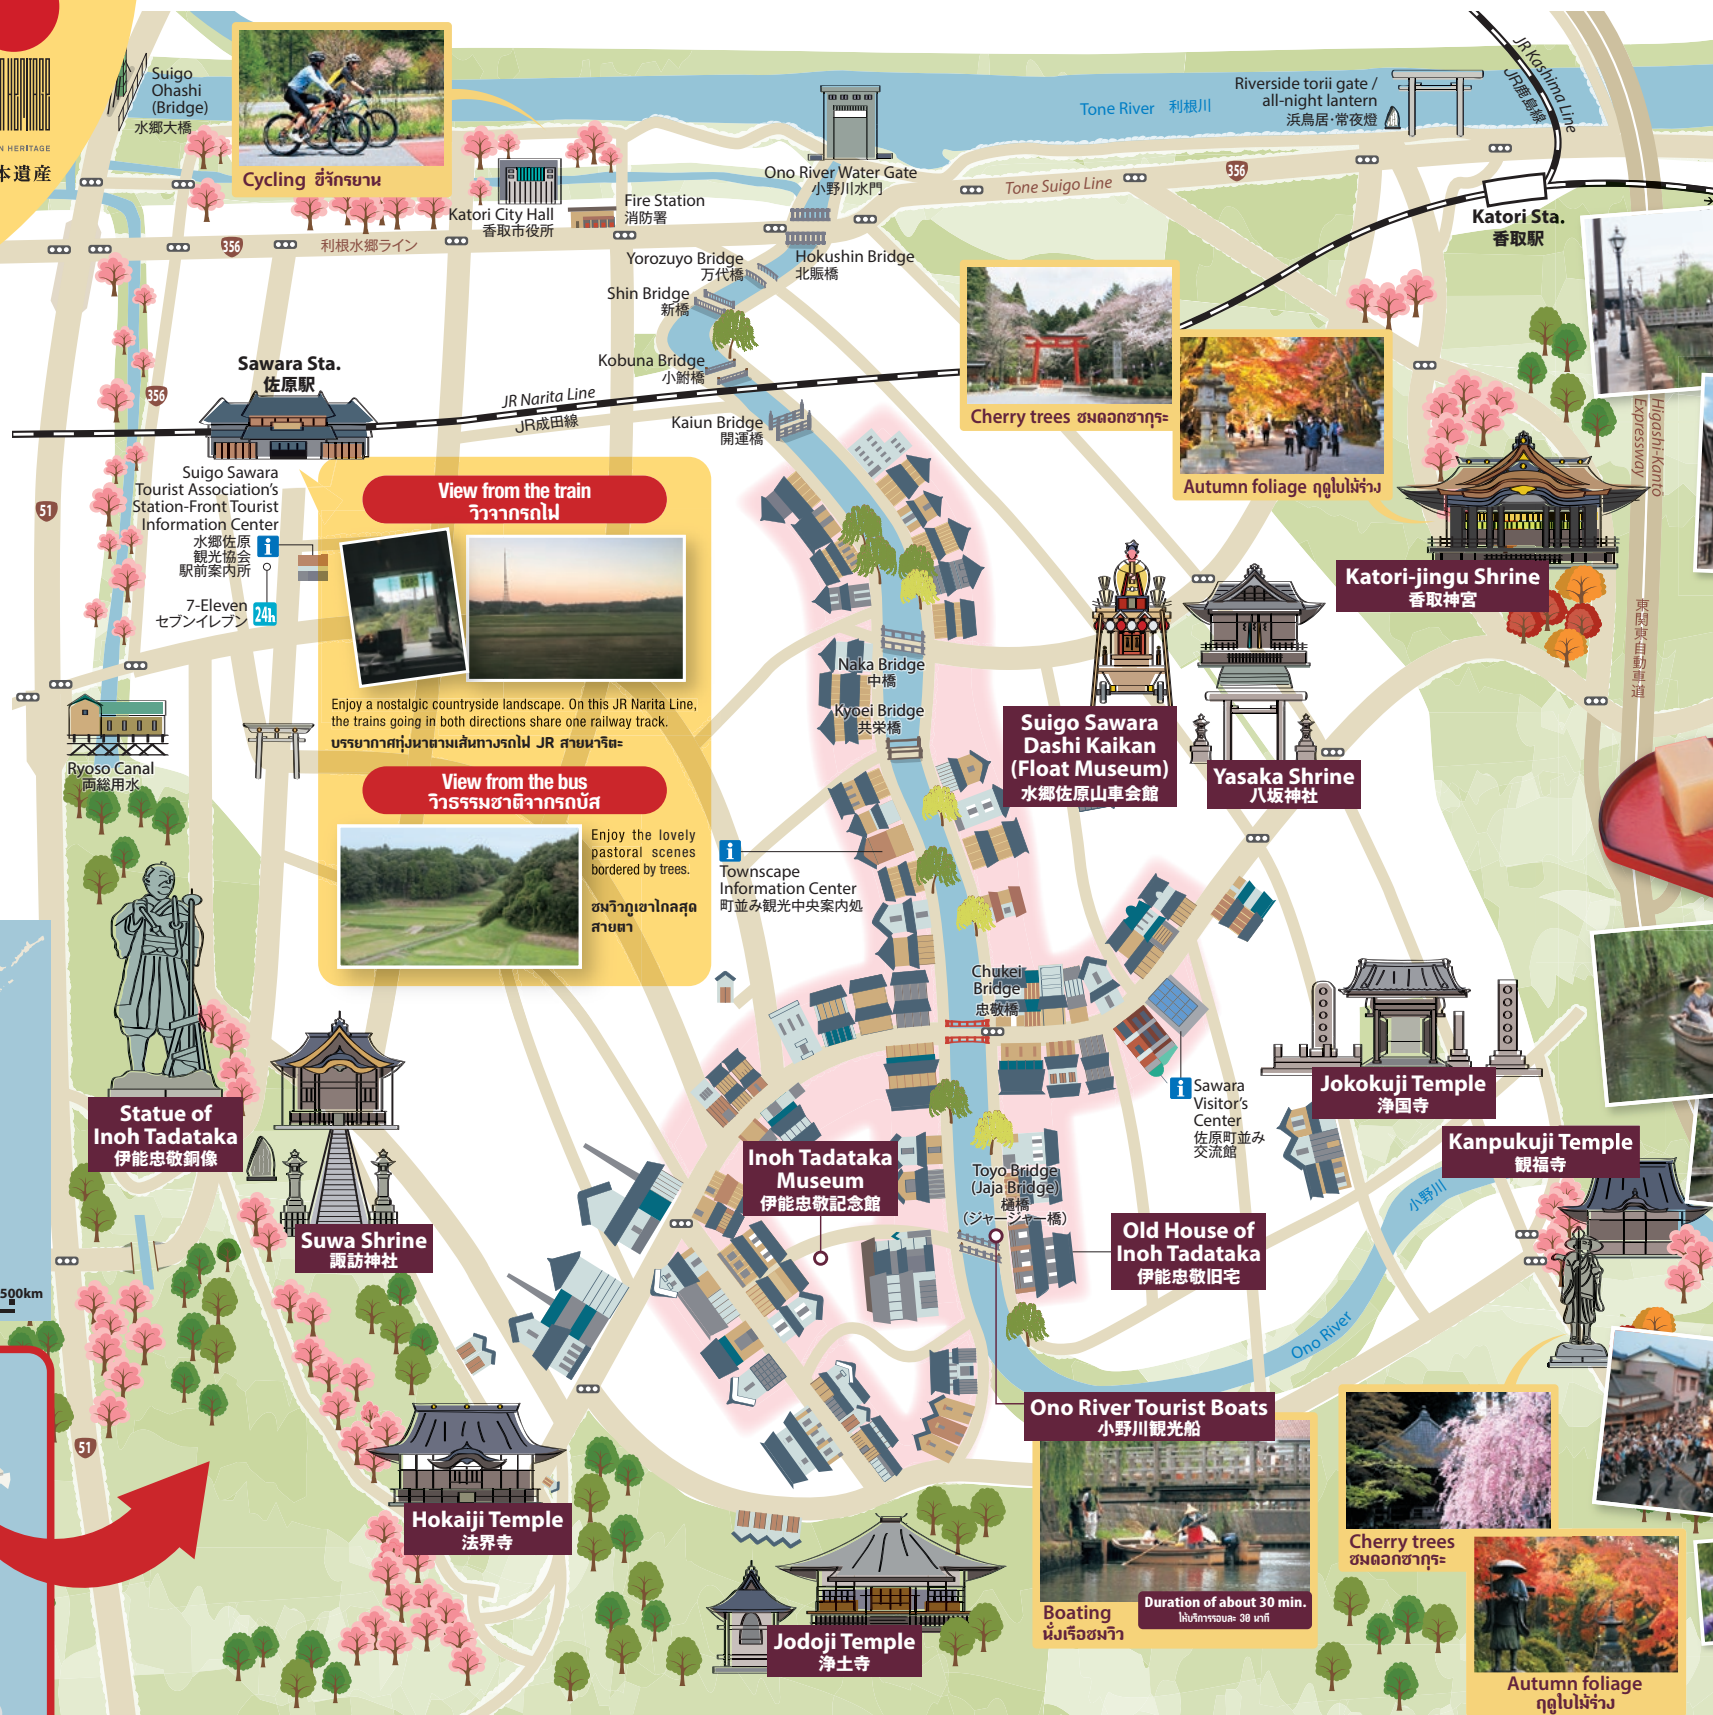 N HERITAGE
本遺産
Suigo
Ohashi
(Bridge)
水郷大橋
Cycling ขี่จักรยาน
Katori City Hall
香取市役所
Fire Station
消防署
Ono River Water Gate
小野川水門
Tone River 利根川
Riverside torii gate /
all-night lantern
浜鳥居・常夜燈
JR Kashima Line
JR鹿島線
Tone Suigo Line
356
356
利根水郷ライン
Katori Sta.
香取駅
Yorozuyo Bridge
万代橋
Hokushin Bridge
北賑橋
Shin Bridge
新橋
Kobuna Bridge
小鮒橋
Sawara Sta.
佐原駅
356
JR Narita Line
JR成田線
Kaiun Bridge
開運橋
Cherry trees ชมดอกซากุระ
Autumn foliage ฤดูใบไม้ร่วง
Higashi-Kanto
Expressway
東関東自動車道
Katori-jingu Shrine
香取神宮
51
Suigo Sawara
Tourist Association's
Station-Front Tourist
Information Center
水郷佐原
観光協会
駅前案内所
i
7-Eleven
セブンイレブン
24h
View from the train
วิวจากรถไฟ
Enjoy a nostalgic countryside landscape. On this JR Narita Line,
the trains going in both directions share one railway track.
บรรยากาศทุ่งนาตามเส้นทางรถไฟ JR สายนาริตะ
View from the bus
วิวธรรมชาติจากรถบัส
Enjoy the lovely
pastoral scenes
bordered by trees.
ชมวิวภูเขาไกลสุด
สายตา
Ryoso Canal
両総用水
Naka Bridge
中橋
Kyoei Bridge
共栄橋
Suigo Sawara
Dashi Kaikan
(Float Museum)
水郷佐原山車会館
Yasaka Shrine
八坂神社
i
Townscape
Information Center
町並み観光中央案内処
Chukei
Bridge
忠敬橋
i
Sawara
Visitor's
Center
佐原町並み
交流館
Jokokuji Temple
浄国寺
Kanpukuji Temple
観福寺
小野川
Ono River
Statue of
Inoh Tadataka
伊能忠敬銅像
Suwa Shrine
諏訪神社
Inoh Tadataka
Museum
伊能忠敬記念館
Toyo Bridge
(Jaja Bridge)
樋橋
(ジャージャー橋)
Old House of
Inoh Tadataka
伊能忠敬旧宅
500km
51
Hokaiji Temple
法界寺
Jodoji Temple
浄土寺
Ono River Tourist Boats
小野川観光船
Boating
นั่งเรือชมวิว
Duration of about 30 min.
ให้บริการรอบละ 30 นาที
Cherry trees
ชมดอกซากุระ
Autumn foliage
ฤดูใบไม้ร่วง